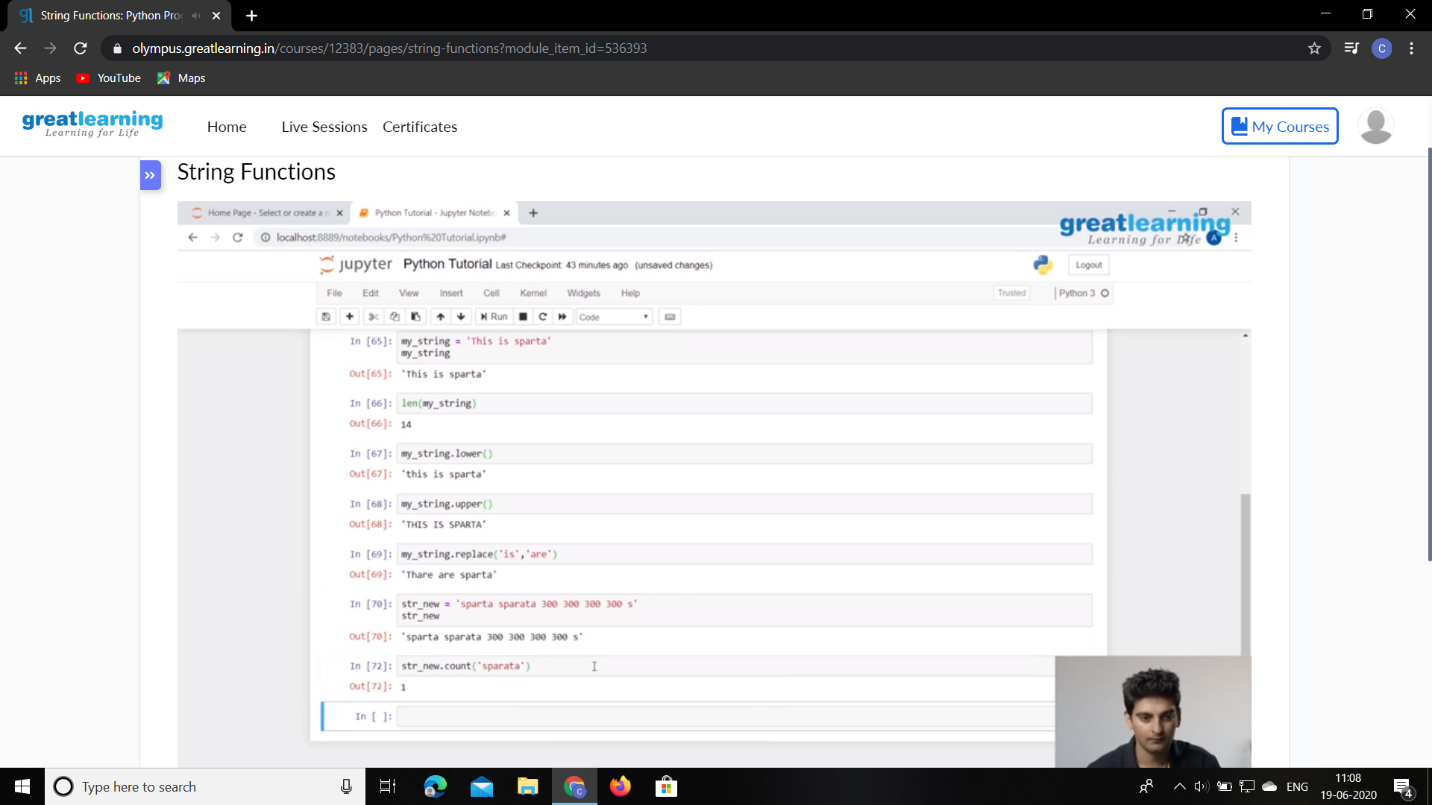 String Functions: Python Pro
olympus.greatlearning.in/courses/12383/pages/string-functions?module_item_id=536393
C
Apps YouTube Maps
greatlearning
Learning for Life
Home Live Sessions Certificates
My Courses
String Functions
Home Page - Select or create a n
Python Tutorial - Jupyter Notebo
localhost:8889/notebooks/Python%20Tutorial.ipynb#
greatlearning
Learning for Life
A
jupyter Python Tutorial Last Checkpoint: 43 minutes ago (unsaved changes)
Logout
File Edit View Insert Cell Kernel Widgets Help
Trusted Python 3
Run Code
In [65]: my_string = 'This is sparta'
my_string
Out[65]: 'This is sparta'
In [66]: len(my_string)
Out[66]: 14
In [67]: my_string.lower()
Out[67]: 'this is sparta'
In [68]: my_string.upper()
Out[68]: 'THIS IS SPARTA'
In [69]: my_string.replace('is','are')
Out[69]: 'Thare are sparta'
In [70]: str_new = 'sparta sparata 300 300 300 300 s'
str_new
Out[70]: 'sparta sparata 300 300 300 300 s'
In [72]: str_new.count('sparata')
Out[72]: 1
In [ ]:
Type here to search
ENG
11:08
19-06-2020
4